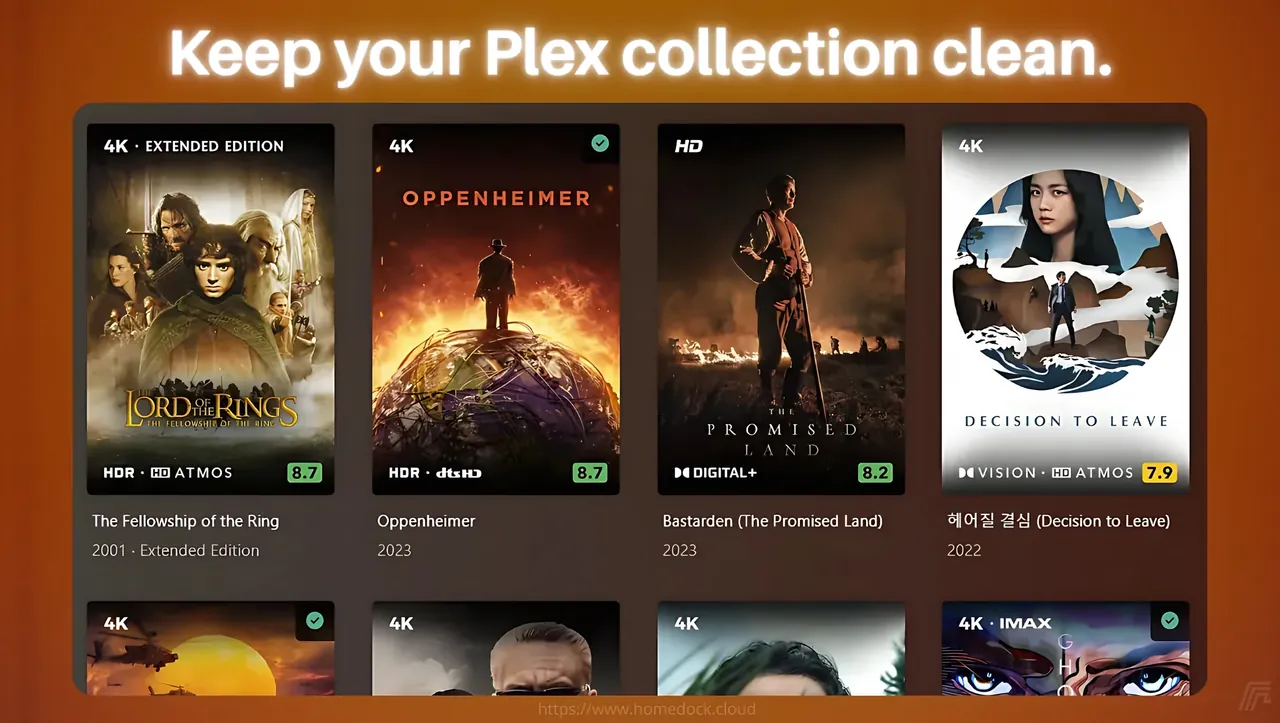 Keep your Plex collection clean.
4K · EXTENDED EDITION
THE
LORD OF THE RINGS
THE FELLOWSHIP OF THE RING
HDR · HD ATMOS
8.7
The Fellowship of the Ring
2001 · Extended Edition
4K
OPPENHEIMER
HDR · dts HD
8.7
Oppenheimer
2023
HD
THE
PROMISED
LAND
DIGITAL+
8.2
Bastarden (The Promised Land)
2023
4K
DECISION TO LEAVE
VISION · HD ATMOS
7.9
헤어질 결심 (Decision to Leave)
2022
4K
4K
4K
4K · IMAX
G
H
O
https://www.homedock.cloud